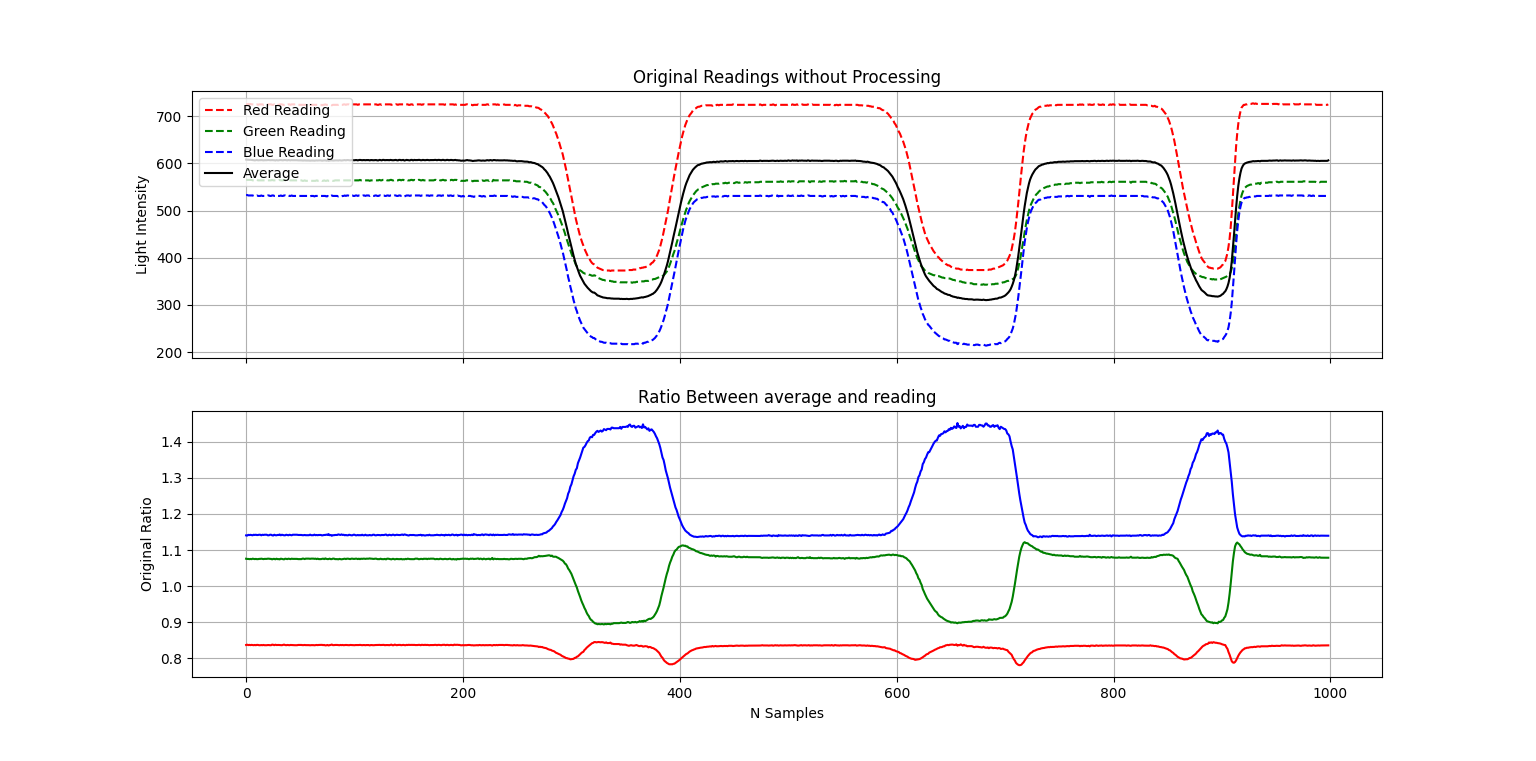 Original Readings without Processing
Red Reading
Green Reading
Blue Reading
Average
Light Intensity
700
600
500
400
300
200
Ratio Between average and reading
Original Ratio
1.4
1.3
1.2
1.1
1.0
0.9
0.8
0 200 400 600 800 1000
N Samples